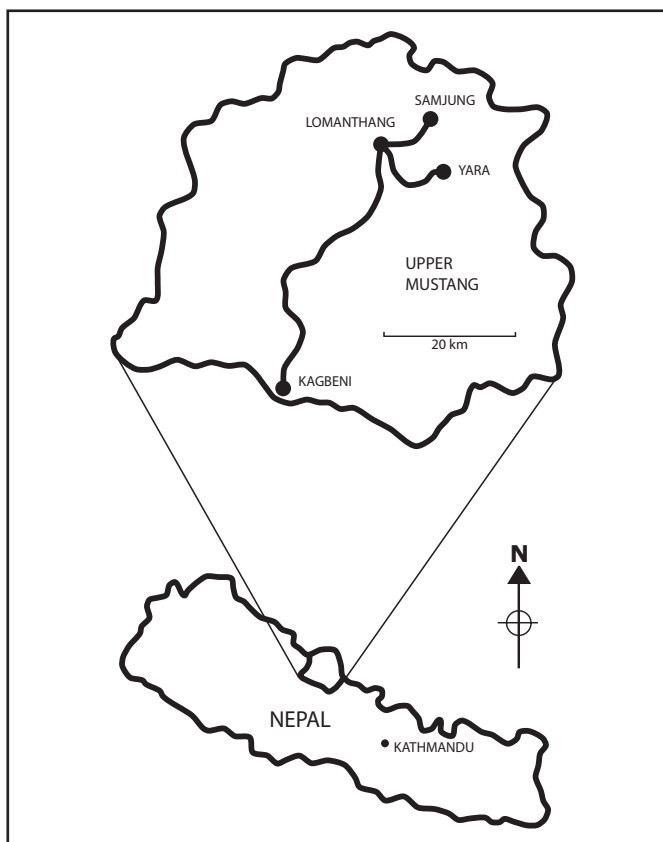 SAMJUNG
LOMANTHANG
YARA
UPPER
MUSTANG
20 km
KAGBENI
N
NEPAL
KATHMANDU